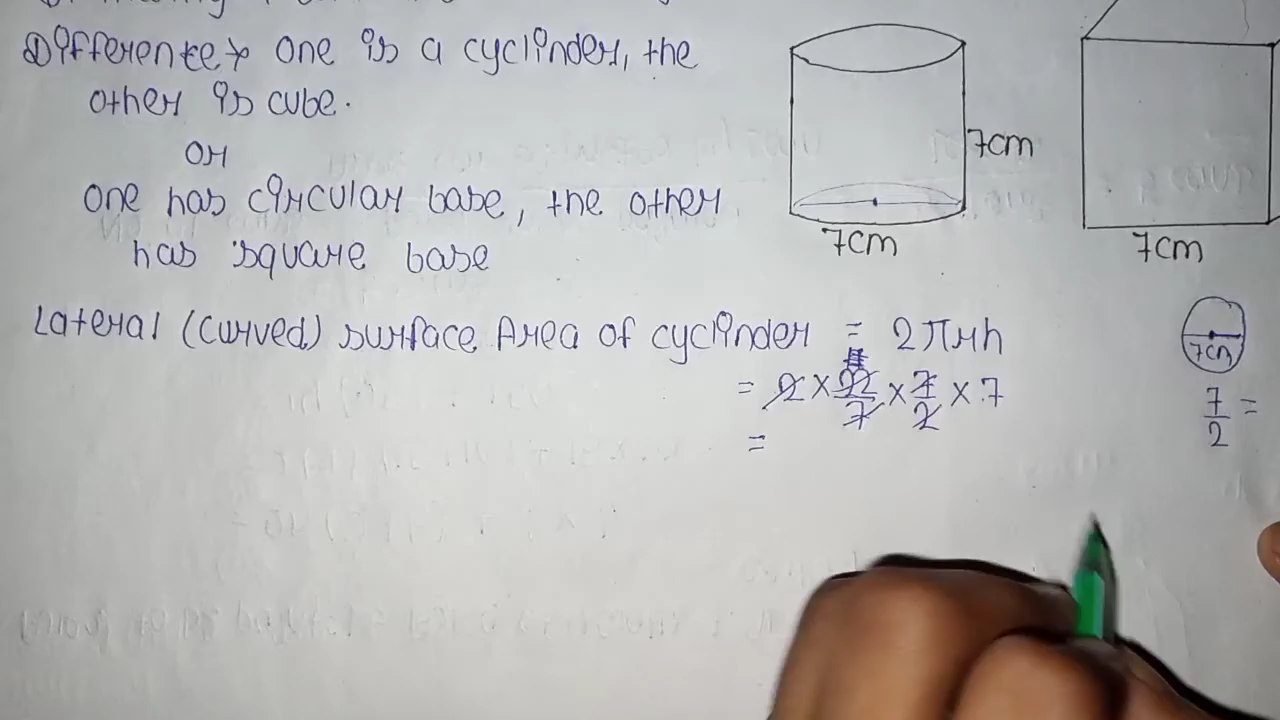 Difference → one is a cyclinder, the
other is cube.
or
one has circular base, the other
has square base
7cm
7cm
7cm
Lateral (curved) surface Area of cyclinder = 2πrh
= 2 × 22/7 × 7/2 × 7
=
7cm
7/2 =